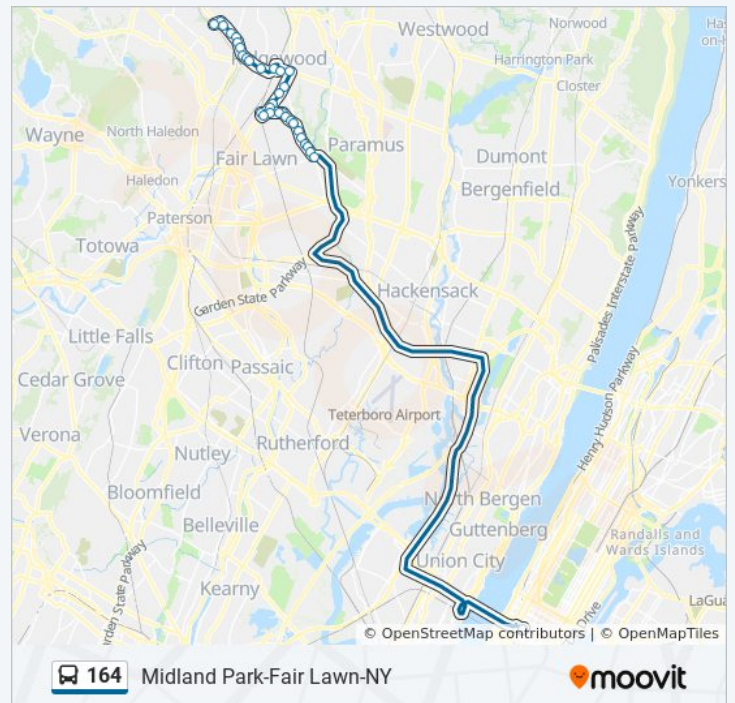 Westwood
Norwood
Harrington Park
Closter
Ridgewood
Wayne
North Haledon
Paramus
Dumont
Fair Lawn
Bergenfield
Haledon
Yonkers
Paterson
Totowa
Palisades Interstate Parkway
Garden State Parkway
Hackensack
Little Falls
Clifton
Passaic
Henry Hudson Parkway
Cedar Grove
Teterboro Airport
Verona
Rutherford
Nutley
Bloomfield
North Bergen
Belleville
Guttenberg
Randalls and
Wards Islands
Union City
Garden State Parkway
Kearny
LaGua
Drive
© OpenStreetMap contributors | © OpenMapTiles
164 Midland Park-Fair Lawn-NY
moovit